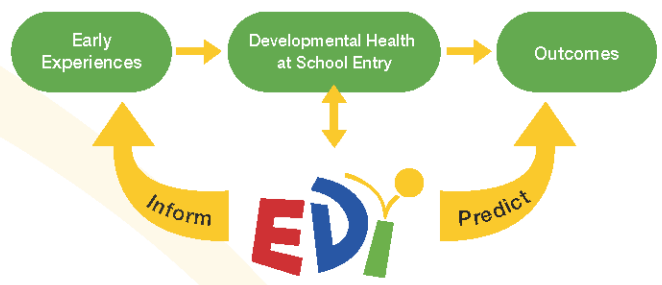 Early
Experiences
Developmental Health
at School Entry
Outcomes
Inform
EDI
Predict